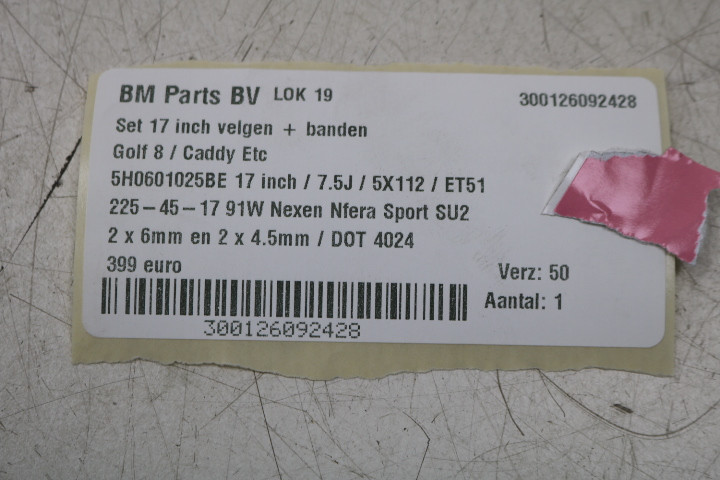 BM Parts BV LOK 19 300126092428
Set 17 inch velgen + banden
Golf 8 / Caddy Etc
5H0601025BE 17 inch / 7.5J / 5X112 / ET51
225-45-17 91W Nexen Nfera Sport SU2
2 x 6mm en 2 x 4.5mm / DOT 4024
399 euro Verz: 50
Aantal: 1
300126092428